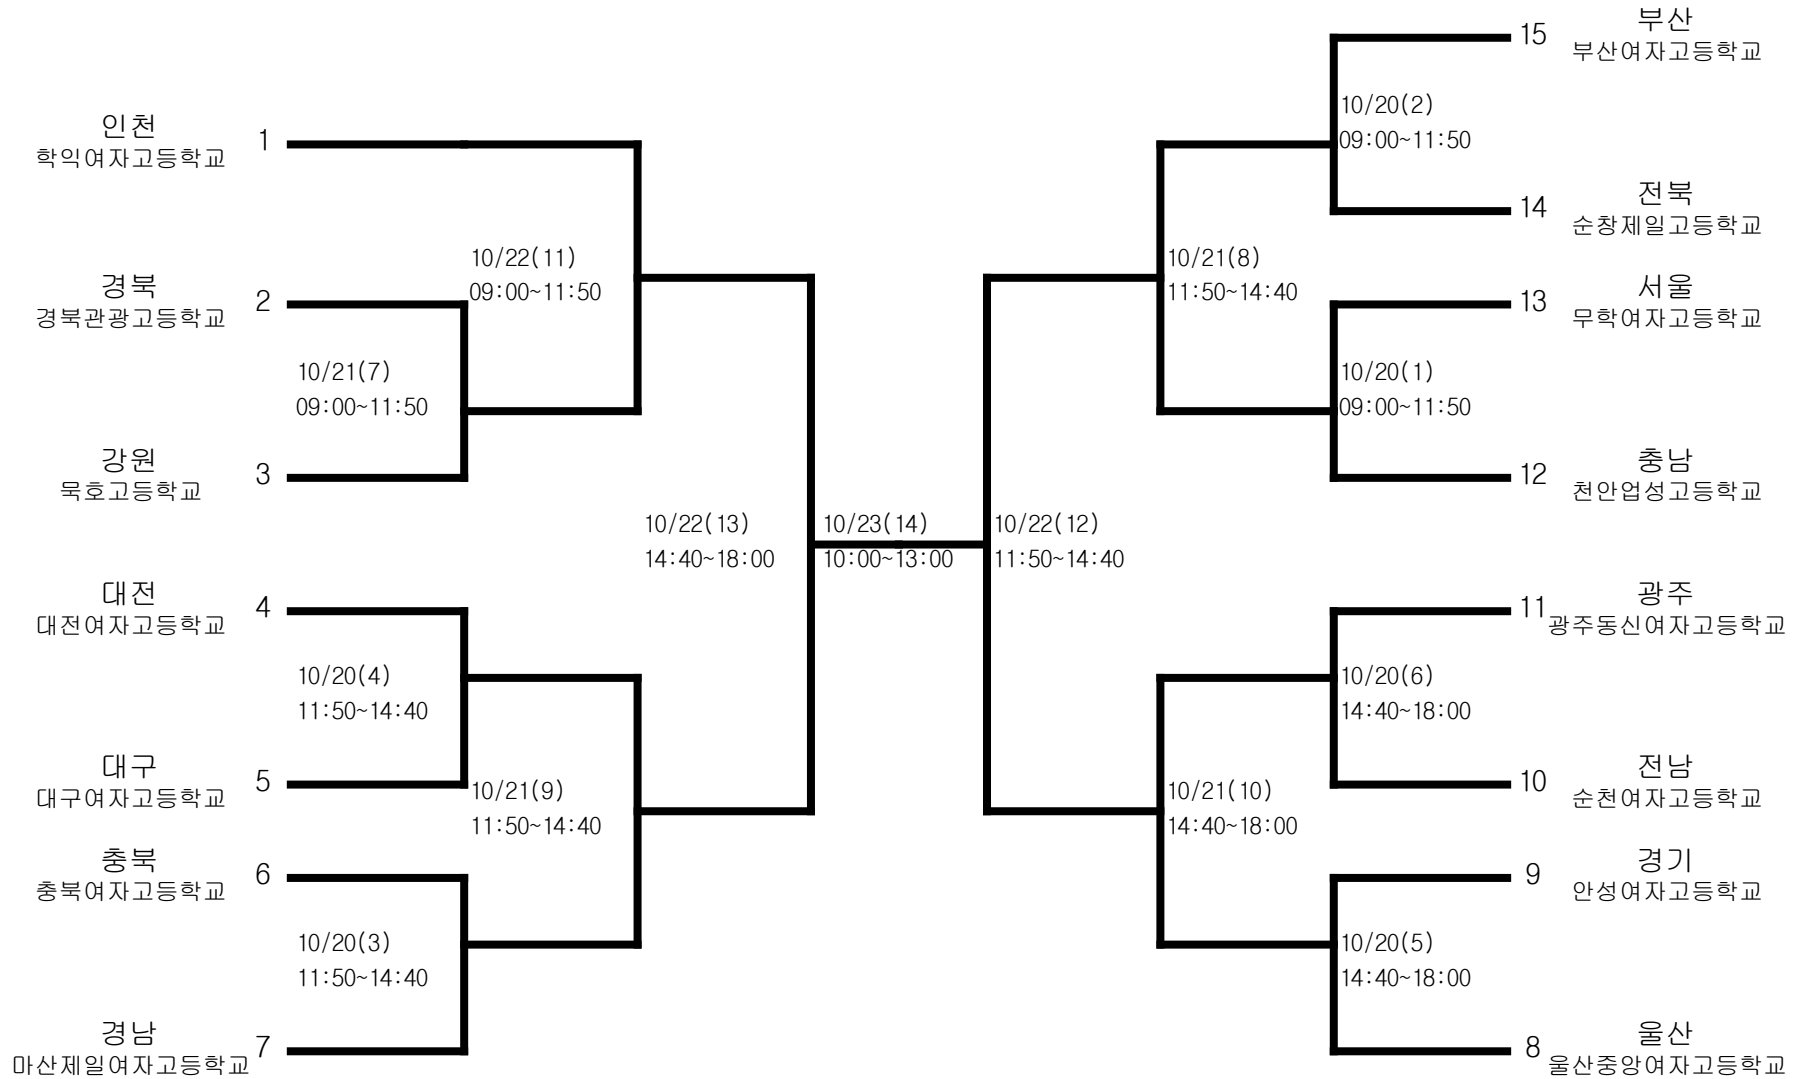 인천
학익여자고등학교
1
경북
경북관광고등학교
2
강원
묵호고등학교
3
대전
대전여자고등학교
4
대구
대구여자고등학교
5
충북
충북여자고등학교
6
경남
마산제일여자고등학교
7
10/21(7)
09:00~11:50
10/20(4)
11:50~14:40
10/20(3)
11:50~14:40
10/22(11)
09:00~11:50
10/21(9)
11:50~14:40
10/22(13)
14:40~18:00
10/23(14)
10:00~13:00
10/22(12)
11:50~14:40
10/21(8)
11:50~14:40
10/21(10)
14:40~18:00
10/20(2)
09:00~11:50
10/20(1)
09:00~11:50
10/20(6)
14:40~18:00
10/20(5)
14:40~18:00
15
부산
부산여자고등학교
14
전북
순창제일고등학교
13
서울
무학여자고등학교
12
충남
천안업성고등학교
11
광주
광주동신여자고등학교
10
전남
순천여자고등학교
9
경기
안성여자고등학교
8
울산
울산중앙여자고등학교